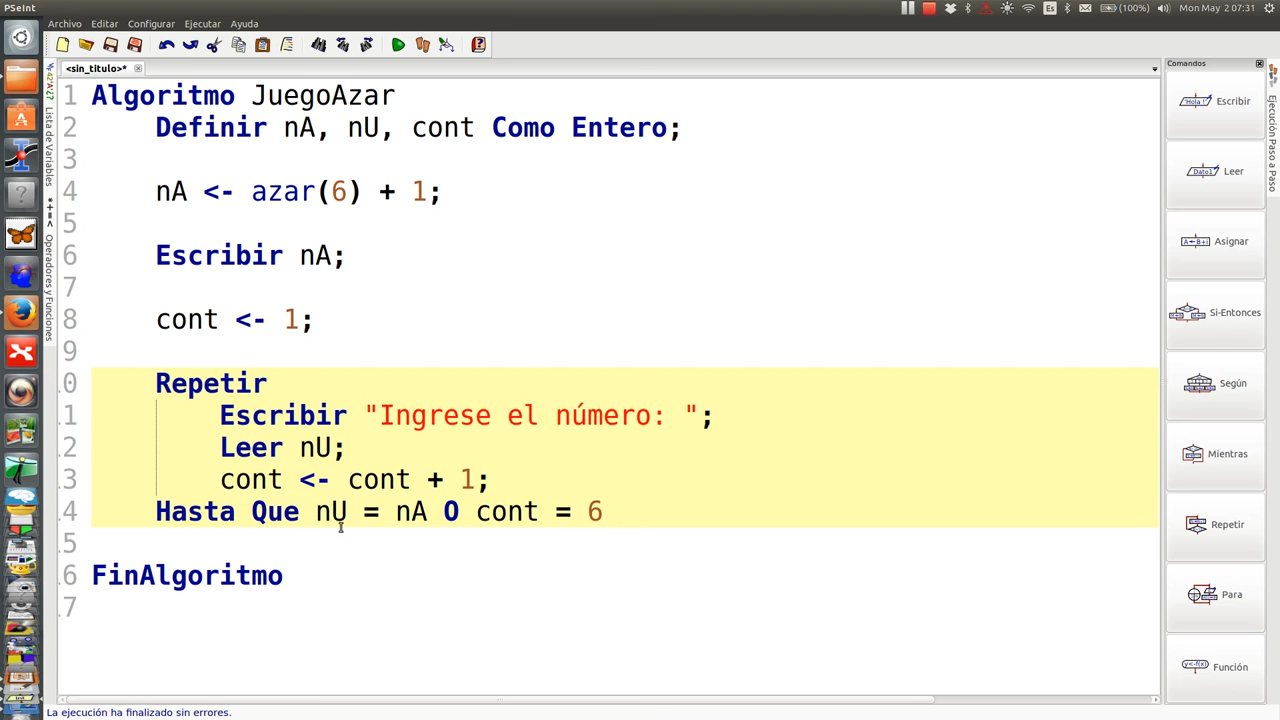 PSeInt
Es
(100%)
Mon May 2 07:31
Archivo Editar Configurar Ejecutar Ayuda
<sin_titulo>*
Comandos
Lista de Variables
Operadores y Funciones
Ejecución Paso a Paso
1 Algoritmo JuegoAzar
2 Definir nA, nU, cont Como Entero;
3
4 nA <- azar(6) + 1;
5
6 Escribir nA;
7
8 cont <- 1;
9
0 Repetir
1 Escribir "Ingrese el número: ";
2 Leer nU;
3 cont <- cont + 1;
4 Hasta Que nU = nA O cont = 6
5
6 FinAlgoritmo
7
Escribir
Leer
Asignar
Si-Entonces
Según
Mientras
Repetir
Para
Función
La ejecución ha finalizado sin errores.